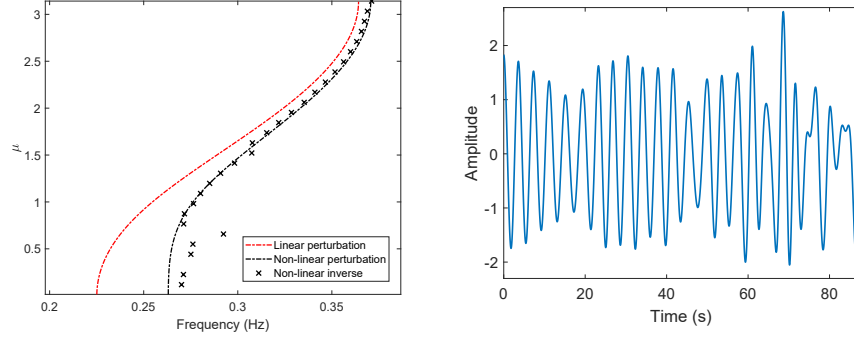 3
2.5
2
μ
1.5
1
0.5
Linear perturbation
Non-linear perturbation
Non-linear inverse
0.2 0.25 0.3 0.35
Frequency (Hz)
2
1
Amplitude
0
-1
-2
0 20 40 60 80
Time (s)